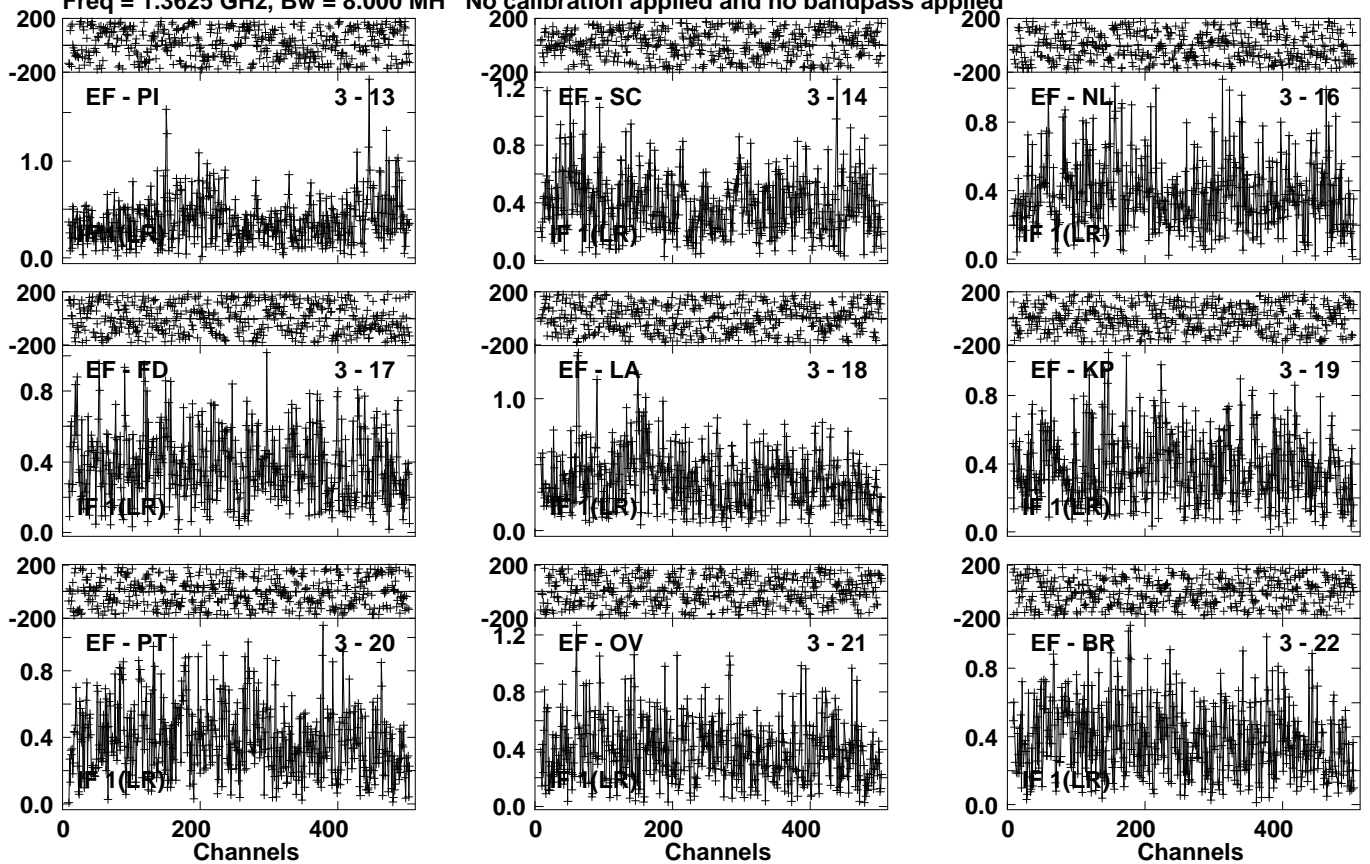 Freq = 1.3625 GHz, Bw = 8.000 MH No calibration applied and no bandpass applied
200
-200
EF - PI 3 - 13
1.0
0.0
IF 1(LR)
200
-200
EF - SC 3 - 14
1.2
0.8
0.4
0.0
IF 1(LR)
200
-200
EF - NL 3 - 16
0.8
0.4
0.0
IF 1(LR)
200
-200
EF - FD 3 - 17
0.8
0.4
0.0
IF 1(LR)
200
-200
EF - LA 3 - 18
1.0
0.0
IF 1(LR)
200
-200
EF - KP 3 - 19
0.8
0.4
0.0
IF 1(LR)
200
-200
EF - PT 3 - 20
0.8
0.4
0.0
IF 1(LR)
0 200 400
Channels
200
-200
EF - OV 3 - 21
1.2
0.8
0.4
0.0
IF 1(LR)
0 200 400
Channels
200
-200
EF - BR 3 - 22
0.8
0.4
0.0
IF 1(LR)
0 200 400
Channels